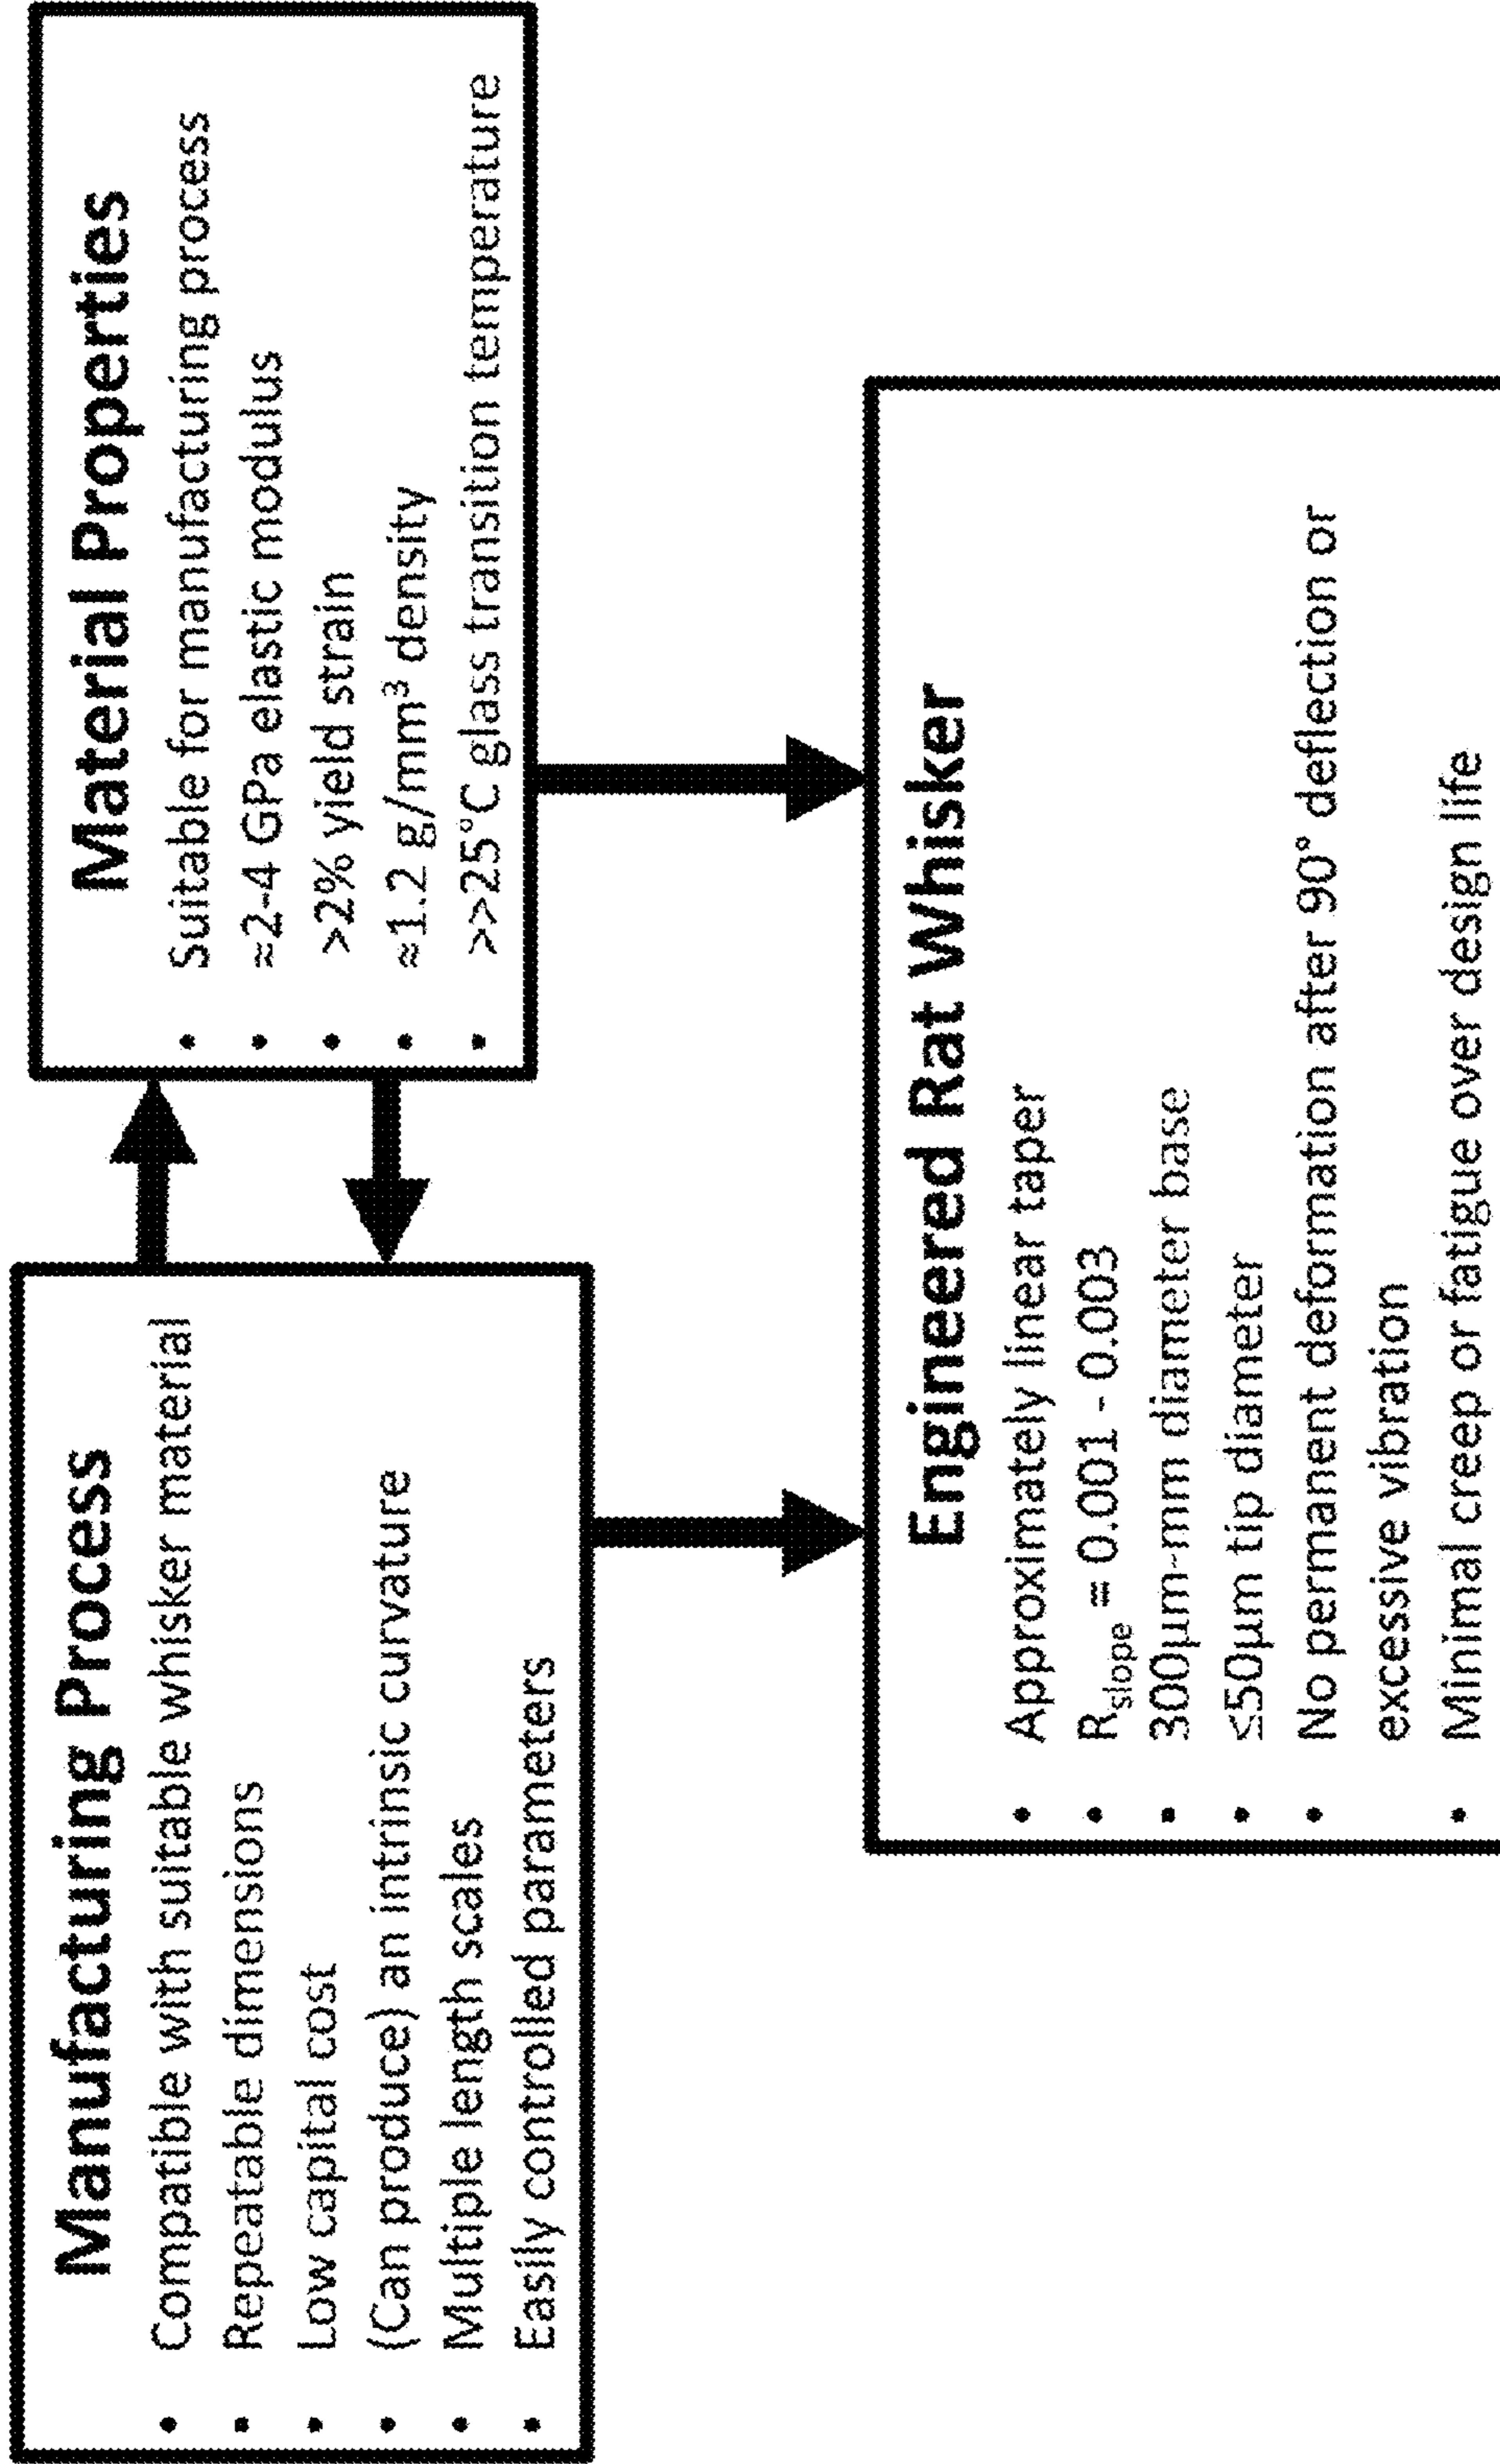 Manufacturing Process
• Compatible with suitable whisker material
• Repeatable dimensions
• Low capital cost
• (Can produce) an intrinsic curvature
• Multiple length scales
• Easily controlled parameters
Material Properties
• Suitable for manufacturing process
• ≈2-4 GPa elastic modulus
• >2% yield strain
• ≈1.2 g/mm³ density
• >>25°C glass transition temperature
Engineered Rat Whisker
• Approximately linear taper
• Rslope = 0.001 - 0.003
• 300μm-mm diameter base
• ≤50μm tip diameter
• No permanent deformation after 90° deflection or
excessive vibration
• Minimal creep or fatigue over design life